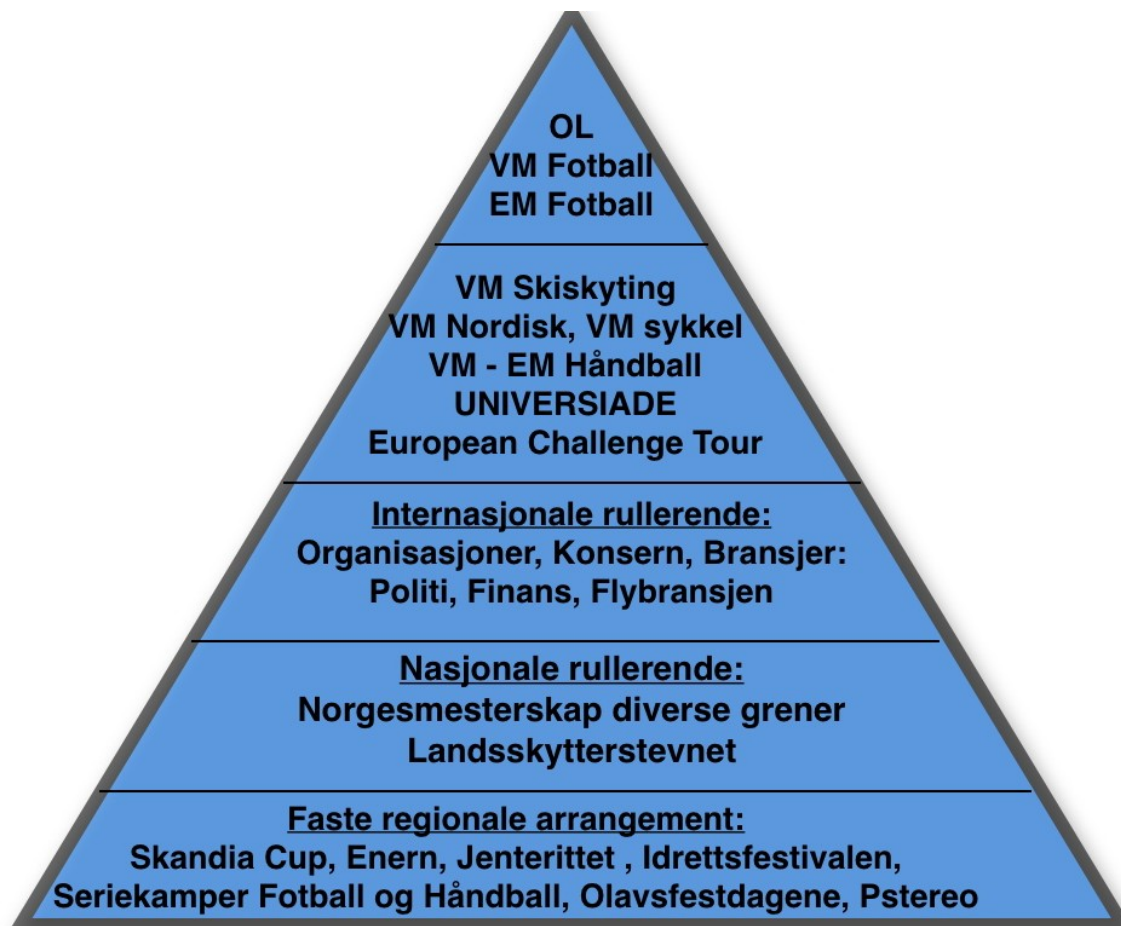 OL
VM Fotball
EM Fotball
VM Skiskyting
VM Nordisk, VM sykkel
VM - EM Håndball
UNIVERSIADE
European Challenge Tour
Internasjonale rullerende:
Organisasjoner, Konsern, Bransjer:
Politi, Finans, Flybransjen
Nasjonale rullerende:
Norgesmesterskap diverse grener
Landsskytterstevnet
Faste regionale arrangement:
Skandia Cup, Enern, Jenterittet , Idrettsfestivalen,
Seriekamper Fotball og Håndball, Olavsfestdagene, Pstereo